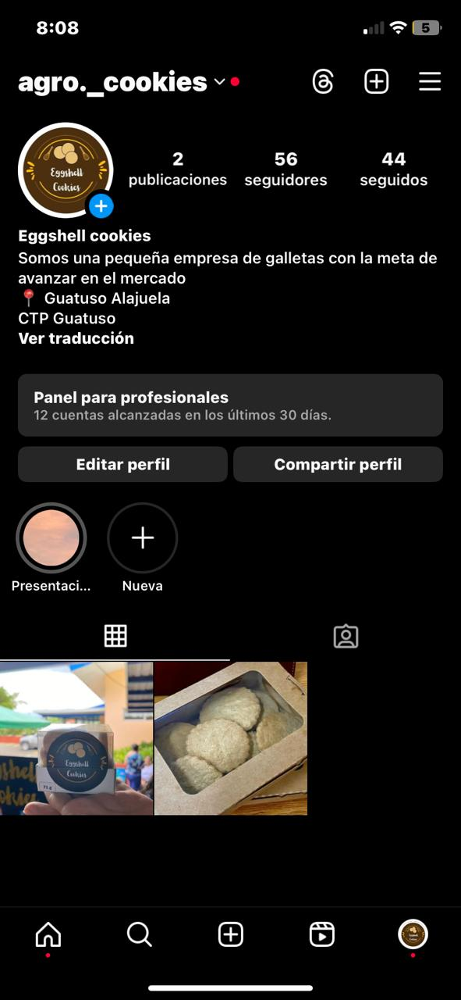 8:08
5
agro._cookies
Eggshell
Cookies
2
publicaciones
56
seguidores
44
seguidos
Eggshell cookies
Somos una pequeña empresa de galletas con la meta de
avanzar en el mercado
📍 Guatuso Alajuela
CTP Guatuso
Ver traducción
Panel para profesionales
12 cuentas alcanzadas en los últimos 30 días.
Editar perfil
Compartir perfil
Presentaci...
Nueva
Eggshell
Cookies